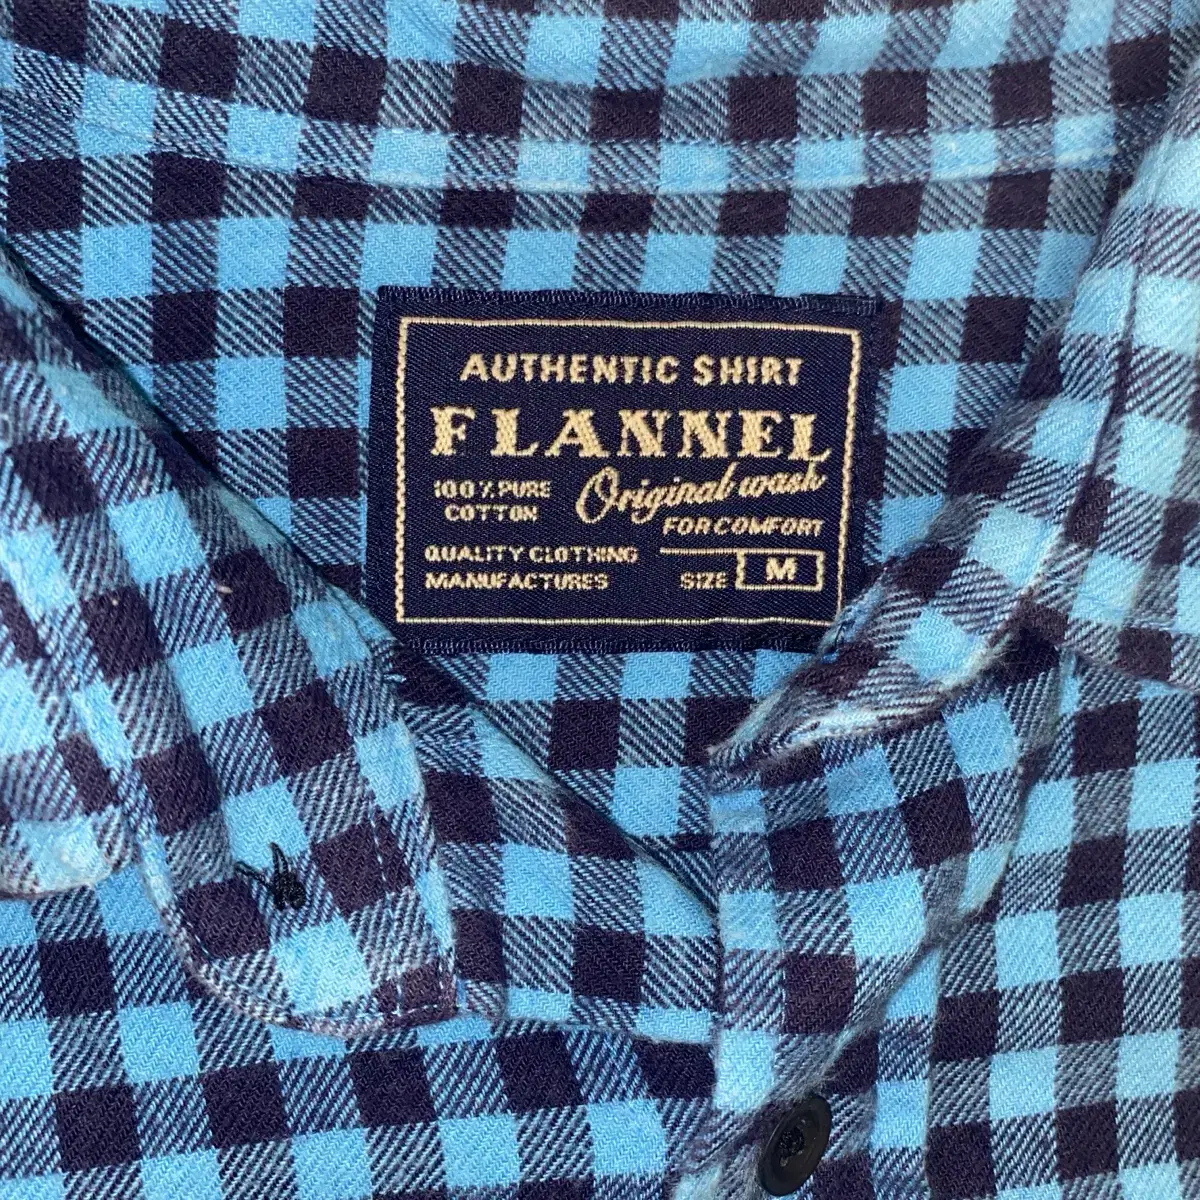 AUTHENTIC SHIRT
FLANNEL
Original wash
100% PURE
COTTON
FOR COMFORT
QUALITY CLOTHING
MANUFACTURES
SIZE M